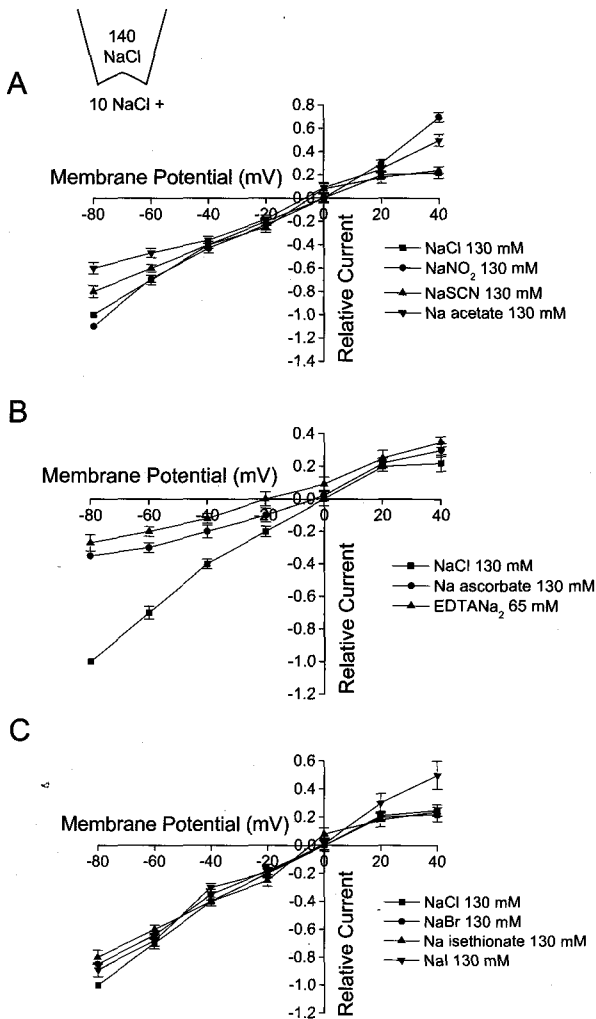 140
NaCl
A
10 NaCl +
0.8
0.6
0.4
0.2
Membrane Potential (mV)
0.0
-80 -60 -40 -20 0 20 40
-0.2
-0.4
-0.6
-0.8
-1.0
-1.2
-1.4
Relative Current
NaCl 130 mM
NaNO₂ 130 mM
NaSCN 130 mM
Na acetate 130 mM
B
0.4
0.2
Membrane Potential (mV)
0.0
-80 -60 -40 -20 0 20 40
-0.2
-0.4
-0.6
-0.8
-1.0
-1.2
Relative Current
NaCl 130 mM
Na ascorbate 130 mM
EDTANa₂ 65 mM
C
0.6
0.4
0.2
Membrane Potential (mV)
0.0
-80 -60 -40 -20 0 20 40
-0.2
-0.4
-0.6
-0.8
-1.0
-1.2
Relative Current
NaCl 130 mM
NaBr 130 mM
Na isethionate 130 mM
NaI 130 mM